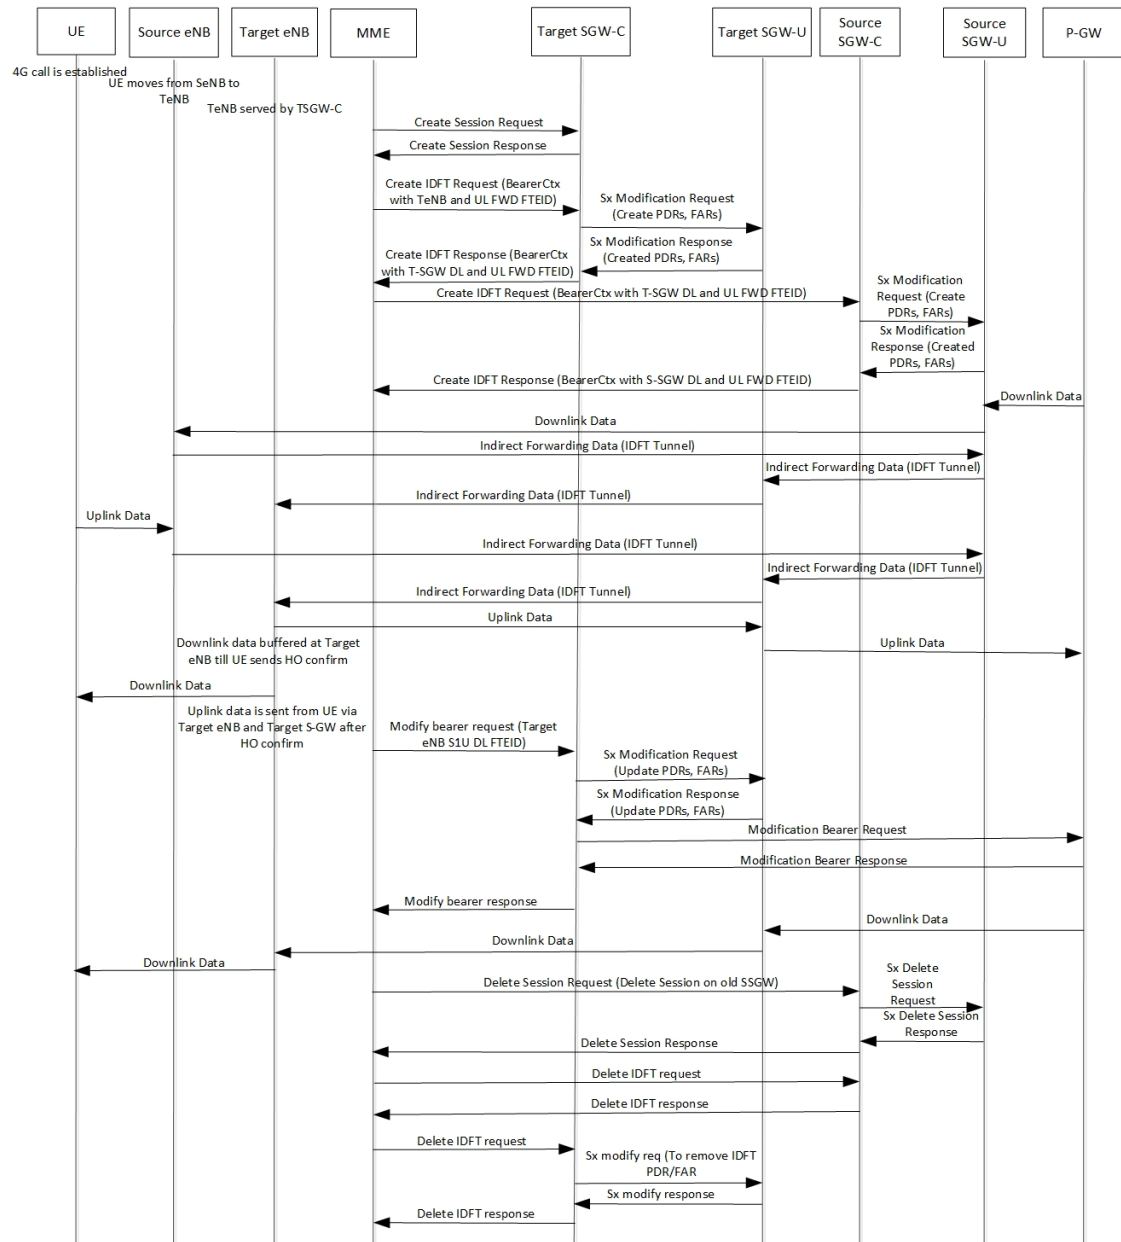 UE
Source eNB
Target eNB
MME
Target SGW-C
Target SGW-U
Source
SGW-C
Source
SGW-U
P-GW
4G call is established
UE moves from SeNB to
TeNB
TeNB served by TSGW-C
Create Session Request
Create Session Response
Create IDFT Request (BearerCtx
with TeNB and UL FWD FTEID)
Sx Modification Request
(Create PDRs, FARs)
Sx Modification Response
(Created PDRs, FARs)
Create IDFT Response (BearerCtx
with T-SGW DL and UL FWD FTEID)
Create IDFT Request (BearerCtx with T-SGW DL and UL FWD FTEID)
Sx Modification
Request (Create
PDRs, FARs)
Sx Modification
Response (Created
PDRs, FARs)
Create IDFT Response (BearerCtx with S-SGW DL and UL FWD FTEID)
Downlink Data
Downlink Data
Indirect Forwarding Data (IDFT Tunnel)
Indirect Forwarding Data (IDFT Tunnel)
Indirect Forwarding Data (IDFT Tunnel)
Uplink Data
Indirect Forwarding Data (IDFT Tunnel)
Indirect Forwarding Data (IDFT Tunnel)
Indirect Forwarding Data (IDFT Tunnel)
Uplink Data
Downlink data buffered at Target
eNB till UE sends HO confirm
Uplink Data
Downlink Data
Uplink data is sent from UE via
Target eNB and Target S-GW after
HO confirm
Modify bearer request (Target
eNB S1U DL FTEID)
Sx Modification Request
(Update PDRs, FARs)
Sx Modification Response
(Update PDRs, FARs)
Modification Bearer Request
Modification Bearer Response
Modify bearer response
Downlink Data
Downlink Data
Downlink Data
Delete Session Request (Delete Session on old SSGW)
Sx Delete
Session
Request
Sx Delete Session
Response
Delete Session Response
Delete IDFT request
Delete IDFT response
Delete IDFT request
Sx modify req (To remove IDFT
PDR/FAR
Sx modify response
Delete IDFT response